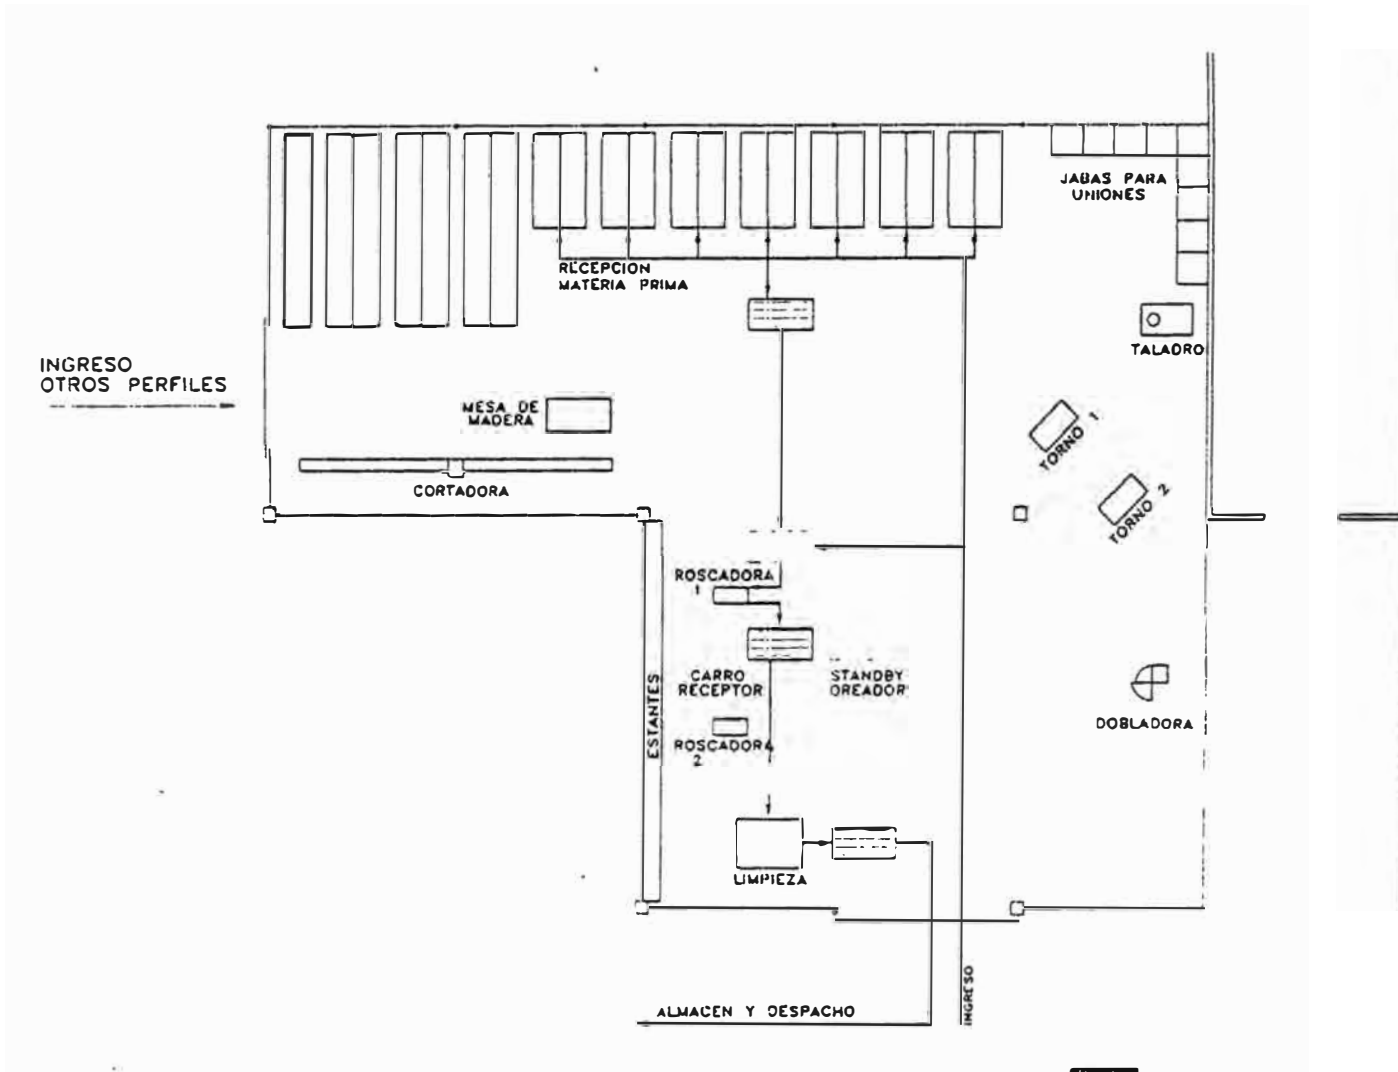 JABAS PARA
UNIONES
RECEPCION
MATERIA PRIMA
TALADRO
INGRESO
OTROS PERFILES
MESA DE
MADERA
TORNO 1
CORTADORA
TORNO 2
ROSCADORA
1
ESTANTES
CARRO
RECEPTOR
STANDBY
OREADOR
DOBLADORA
ROSCADORA
2
LIMPIEZA
INGRESO
ALMACEN Y DESPACHO